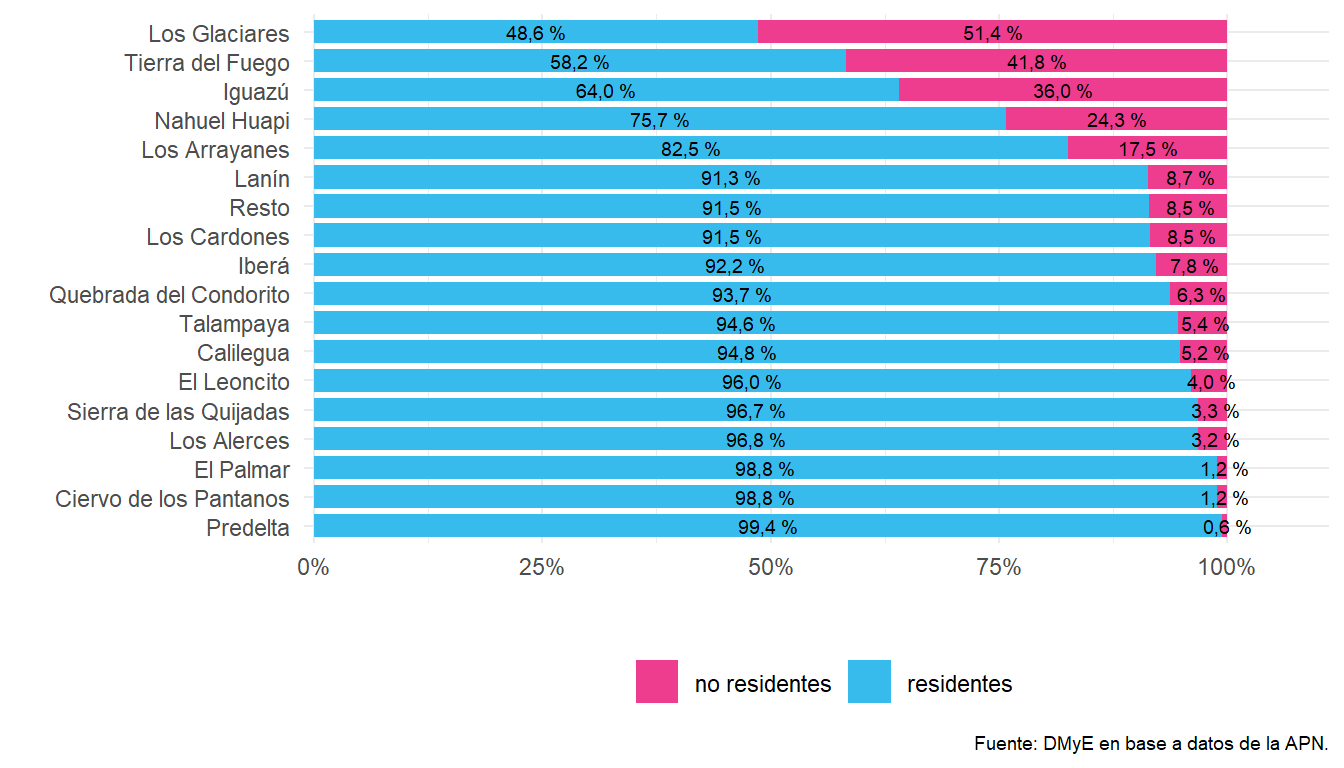 Los Glaciares 48,6 % 51,4 %
Tierra del Fuego 58,2 % 41,8 %
Iguazú 64,0 % 36,0 %
Nahuel Huapi 75,7 % 24,3 %
Los Arrayanes 82,5 % 17,5 %
Lanín 91,3 % 8,7 %
Resto 91,5 % 8,5 %
Los Cardones 91,5 % 8,5 %
Iberá 92,2 % 7,8 %
Quebrada del Condorito 93,7 % 6,3 %
Talampaya 94,6 % 5,4 %
Calilegua 94,8 % 5,2 %
El Leoncito 96,0 % 4,0 %
Sierra de las Quijadas 96,7 % 3,3 %
Los Alerces 96,8 % 3,2 %
El Palmar 98,8 % 1,2 %
Ciervo de los Pantanos 98,8 % 1,2 %
Predelta 99,4 % 0,6 %
0% 25% 50% 75% 100%
no residentes residentes
Fuente: DMyE en base a datos de la APN.